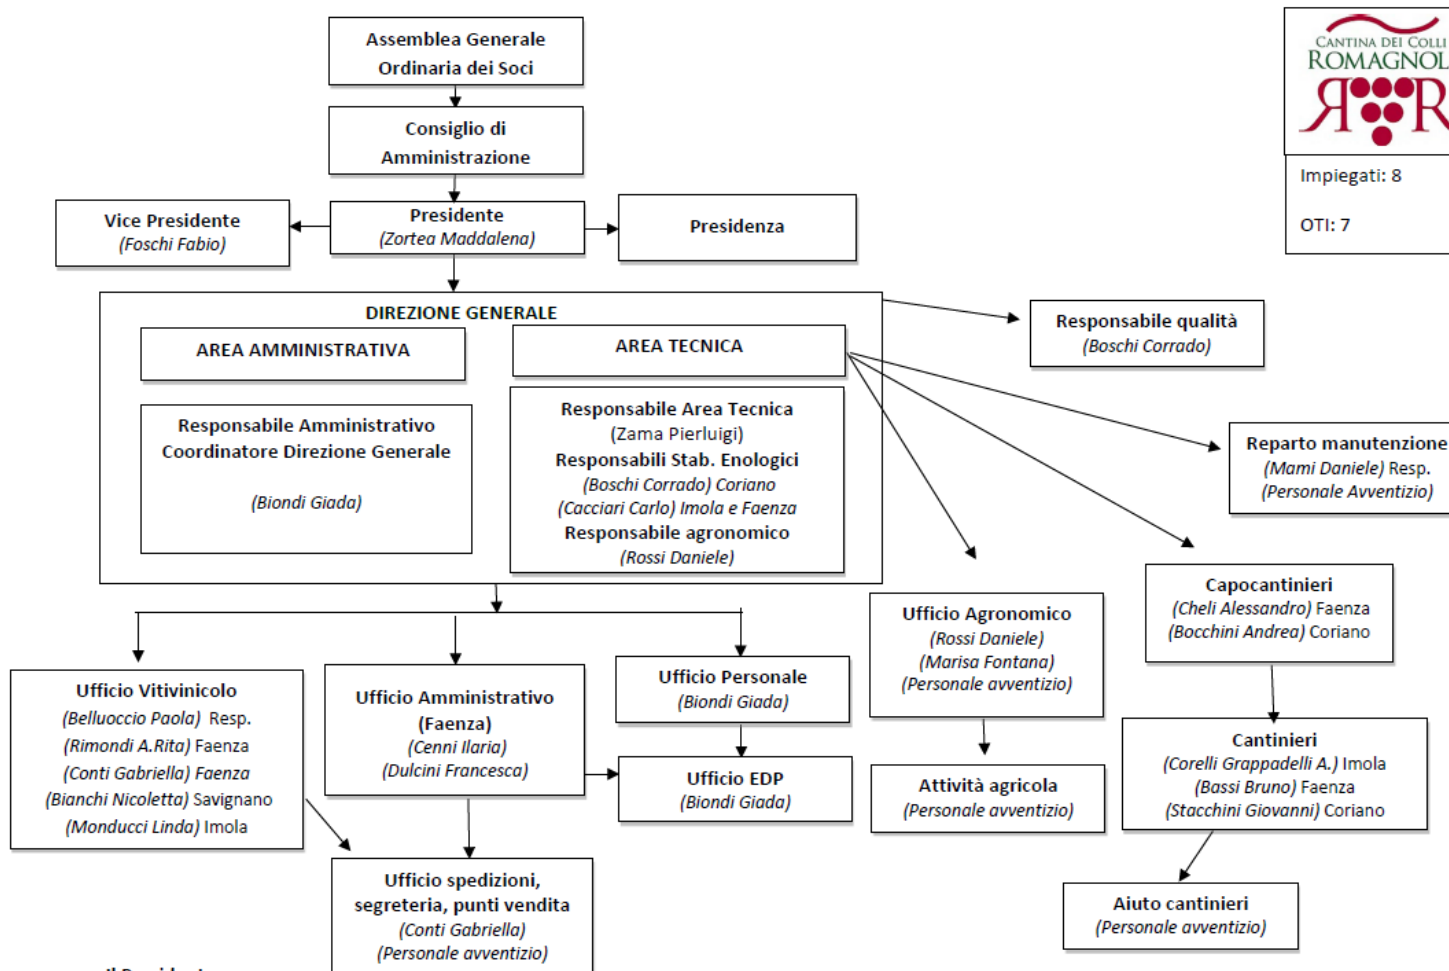 Assemblea Generale
Ordinaria dei Soci
CANTINA DEI COLLI
ROMAGNOL
RR
Impiegati: 8
OTI: 7
Consiglio di
Amministrazione
Vice Presidente
(Foschi Fabio)
Presidente
(Zortea Maddalena)
Presidenza
DIREZIONE GENERALE
AREA AMMINISTRATIVA
AREA TECNICA
Responsabile qualità
(Boschi Corrado)
Responsabile Amministrativo
Coordinatore Direzione Generale
(Biondi Giada)
Responsabile Area Tecnica
(Zama Pierluigi)
Responsabili Stab. Enologici
(Boschi Corrado) Coriano
(Cacciari Carlo) Imola e Faenza
Responsabile agronomico
(Rossi Daniele)
Reparto manutenzione
(Mami Daniele) Resp.
(Personale Avventizio)
Capocantinieri
(Cheli Alessandro) Faenza
(Bocchini Andrea) Coriano
Ufficio Agronomico
(Rossi Daniele)
(Marisa Fontana)
(Personale avventizio)
Ufficio Vitivinicolo
(Belluoccio Paola) Resp.
(Rimondi A.Rita) Faenza
(Conti Gabriella) Faenza
(Bianchi Nicoletta) Savignano
(Monducci Linda) Imola
Ufficio Amministrativo
(Faenza)
(Cenni Ilaria)
(Dulcini Francesca)
Ufficio Personale
(Biondi Giada)
Ufficio EDP
(Biondi Giada)
Attività agricola
(Personale avventizio)
Cantinieri
(Corelli Grappadelli A.) Imola
(Bassi Bruno) Faenza
(Stacchini Giovanni) Coriano
Ufficio spedizioni,
segreteria, punti vendita
(Conti Gabriella)
(Personale avventizio)
Aiuto cantinieri
(Personale avventizio)